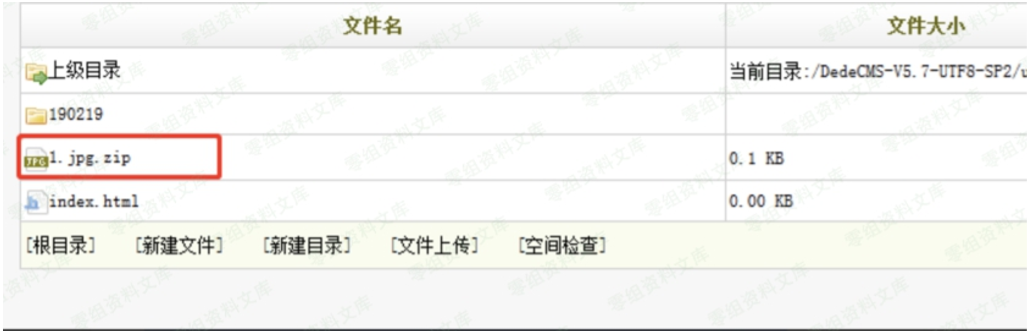 文件名 文件大小
上级目录 当前目录:/DedeCMS-V5.7-UTF8-SP2/u
190219
1.jpg.zip 0.1 KB
index.html 0.00 KB
[根目录] [新建文件] [新建目录] [文件上传] [空间检查]
零组资料文库